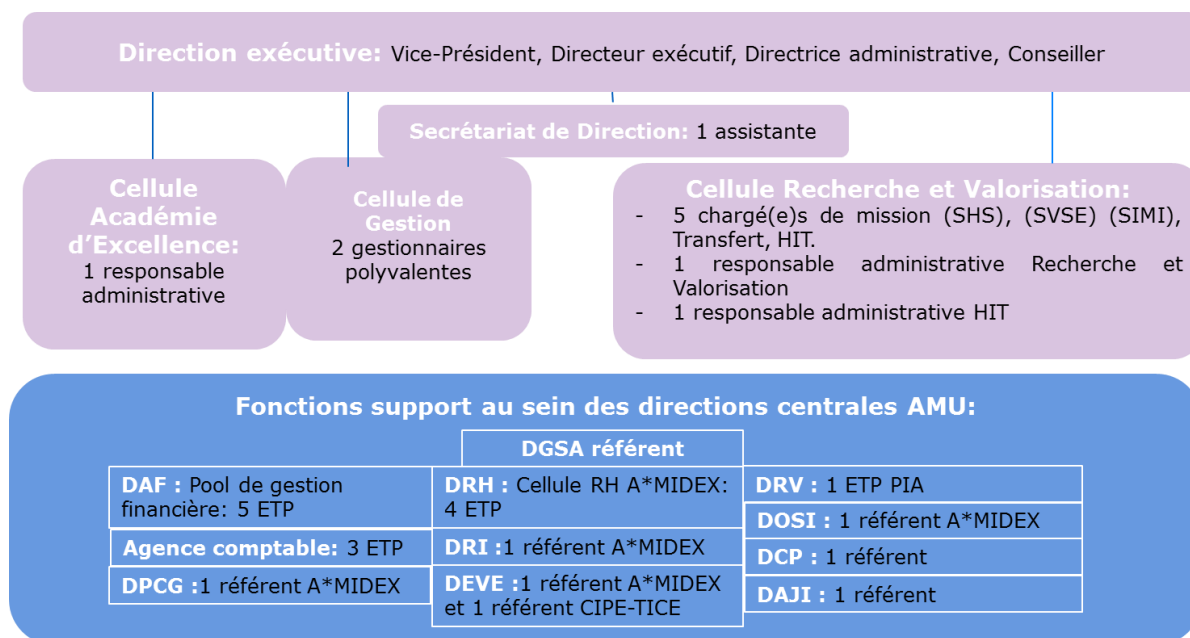 Direction exécutive: Vice-Président, Directeur exécutif, Directrice administrative, Conseiller
Secrétariat de Direction: 1 assistante
Cellule
Académie
d'Excellence:
1 responsable
administrative
Cellule de
Gestion
2 gestionnaires
polyvalentes
Cellule Recherche et Valorisation:
- 5 chargé(e)s de mission (SHS), (SVSE) (SIMI),
Transfert, HIT.
- 1 responsable administrative Recherche et
Valorisation
- 1 responsable administrative HIT
Fonctions support au sein des directions centrales AMU:
DGSA référent
DAF : Pool de gestion
financière: 5 ETP
Agence comptable: 3 ETP
DPCG :1 référent A*MIDEX
DRH : Cellule RH A*MIDEX:
4 ETP
DRI :1 référent A*MIDEX
DEVE :1 référent A*MIDEX
et 1 référent CIPE-TICE
DRV : 1 ETP PIA
DOSI : 1 référent A*MIDEX
DCP : 1 référent
DAJI : 1 référent